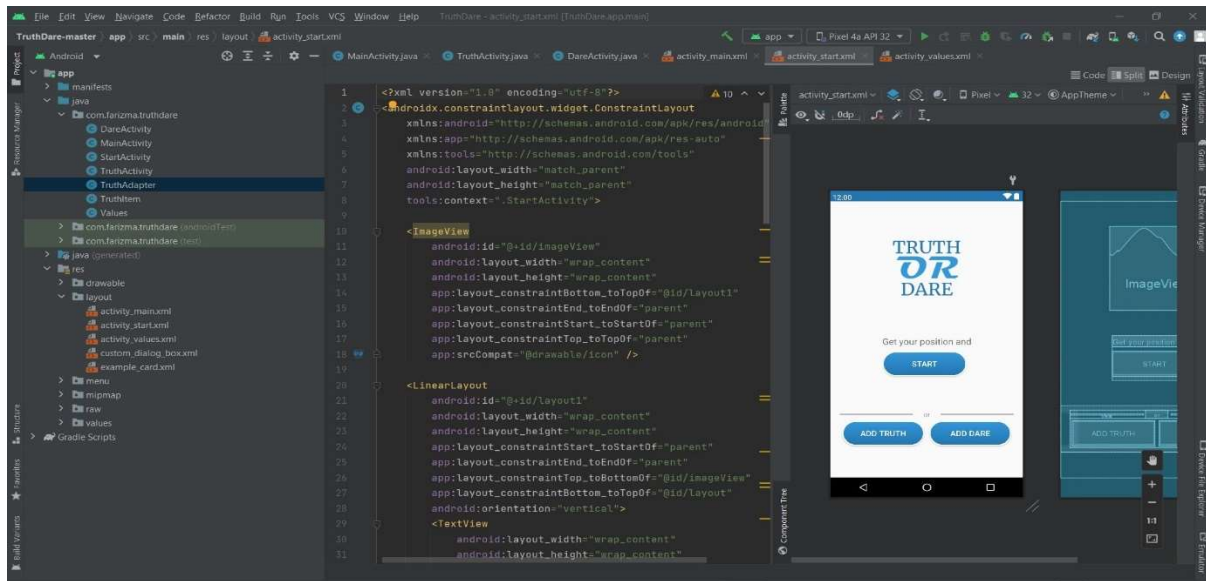 File Edit View Navigate Code Refactor Build Run Tools VCS Window Help TruthDare - activity_start.xml [TruthDare.app.main]
TruthDare-master app src main res layout activity_start.xml
app Pixel 4a API 32
Android
MainActivity.java TruthActivity.java DareActivity.java activity_main.xml activity_start.xml activity_values.xml
Code Split Design
Project
Resource Manager
Structure
Favorites
Build Variants
app
manifests
java
com.farizma.truthdare
DareActivity
MainActivity
StartActivity
TruthActivity
TruthAdapter
TruthItem
Values
com.farizma.truthdare (androidTest)
com.farizma.truthdare (test)
java (generated)
res
drawable
layout
activity_main.xml
activity_start.xml
activity_values.xml
custom_dialog_box.xml
example_card.xml
menu
mipmap
raw
values
Gradle Scripts
10
1 <?xml version="1.0" encoding="utf-8"?>
2 <androidx.constraintlayout.widget.ConstraintLayout
3 xmlns:android="http://schemas.android.com/apk/res/android"
4 xmlns:app="http://schemas.android.com/apk/res-auto"
5 xmlns:tools="http://schemas.android.com/tools"
6 android:layout_width="match_parent"
7 android:layout_height="match_parent"
8 tools:context=".StartActivity">
9
10 <ImageView
11 android:id="@+id/imageView"
12 android:layout_width="wrap_content"
13 android:layout_height="wrap_content"
14 app:layout_constraintBottom_toTopOf="@id/layout1"
15 app:layout_constraintEnd_toEndOf="parent"
16 app:layout_constraintStart_toStartOf="parent"
17 app:layout_constraintTop_toTopOf="parent"
18 app:srcCompat="@drawable/icon" />
19
20 <LinearLayout
21 android:id="@+id/layout1"
22 android:layout_width="wrap_content"
23 android:layout_height="wrap_content"
24 app:layout_constraintStart_toStartOf="parent"
25 app:layout_constraintEnd_toEndOf="parent"
26 app:layout_constraintTop_toBottomOf="@id/imageView"
27 app:layout_constraintBottom_toTopOf="@id/layout"
28 android:orientation="vertical">
29 <TextView
30 android:layout_width="wrap_content"
31 android:layout_height="wrap_content"
Palette
Component Tree
activity_start.xml Pixel 32 AppTheme
0dp
12:00
TRUTH
OR
DARE
Get your position and
START
or
ADD TRUTH ADD DARE
ImageVie
Get your position
START
ADD TRUTH
1:1
Layout Validation
Attributes
Gradle
Device Manager
Device File Explorer
Emulator